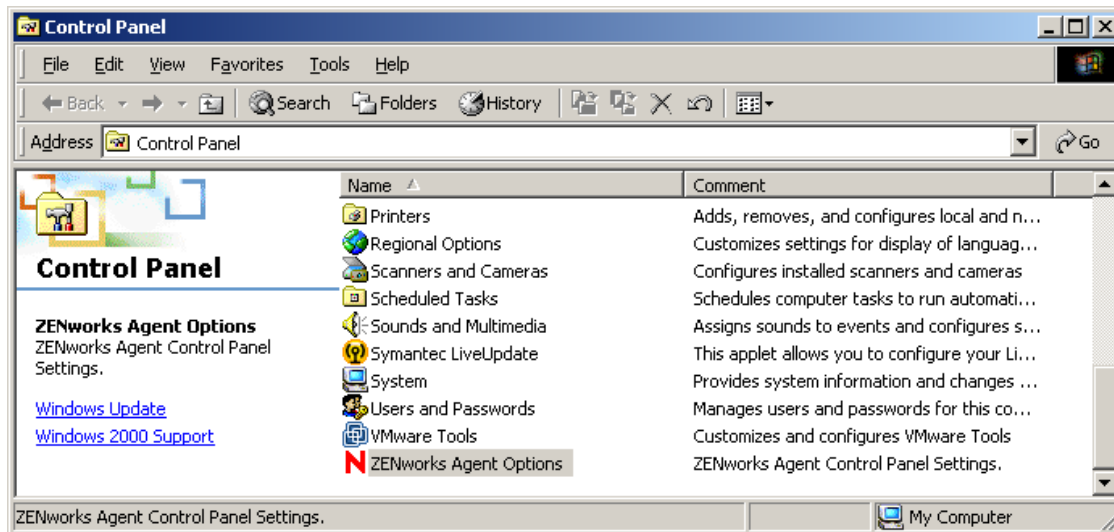 Control Panel
File Edit View Favorites Tools Help
Back Search Folders History
Address Control Panel Go
Control Panel
ZENworks Agent Options
ZENworks Agent Control Panel
Settings.
Windows Update
Windows 2000 Support
Name Comment
Printers Adds, removes, and configures local and n...
Regional Options Customizes settings for display of languag...
Scanners and Cameras Configures installed scanners and cameras
Scheduled Tasks Schedules computer tasks to run automati...
Sounds and Multimedia Assigns sounds to events and configures s...
Symantec LiveUpdate This applet allows you to configure your Li...
System Provides system information and changes ...
Users and Passwords Manages users and passwords for this co...
VMware Tools Customizes and configures VMware Tools
ZENworks Agent Options ZENworks Agent Control Panel Settings.
ZENworks Agent Control Panel Settings. My Computer